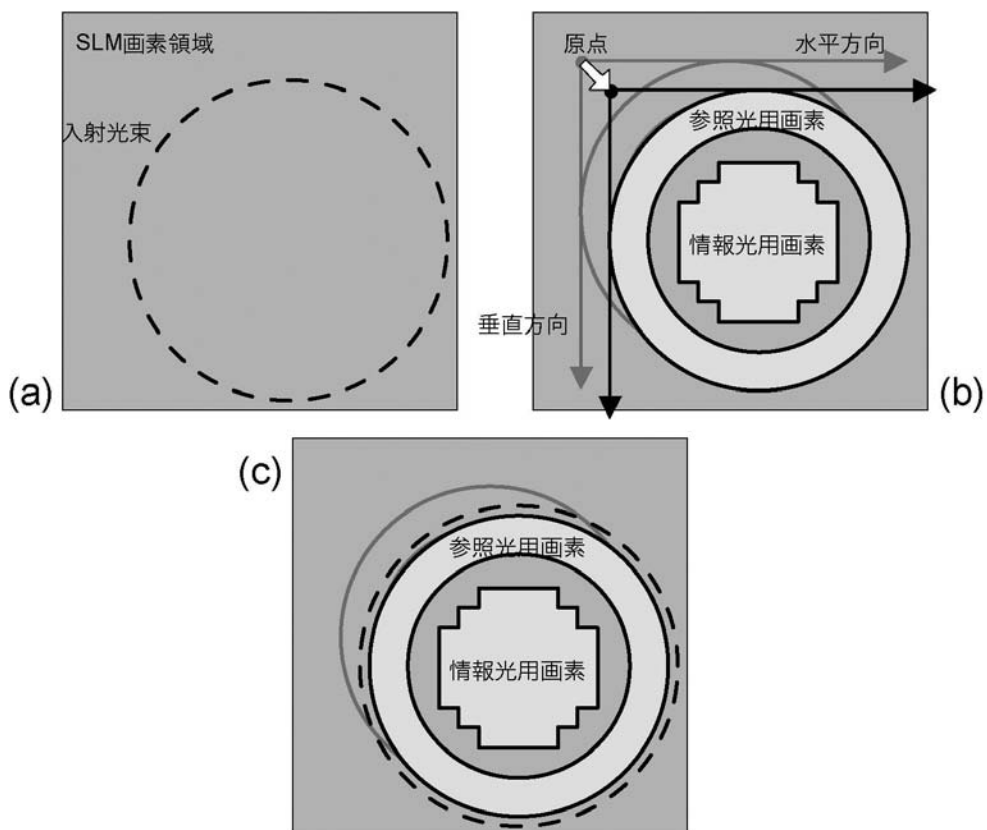 SLM画素領域
入射光束
(a)
原点
水平方向
参照光用画素
情報光用画素
垂直方向
(b)
(c)
参照光用画素
情報光用画素